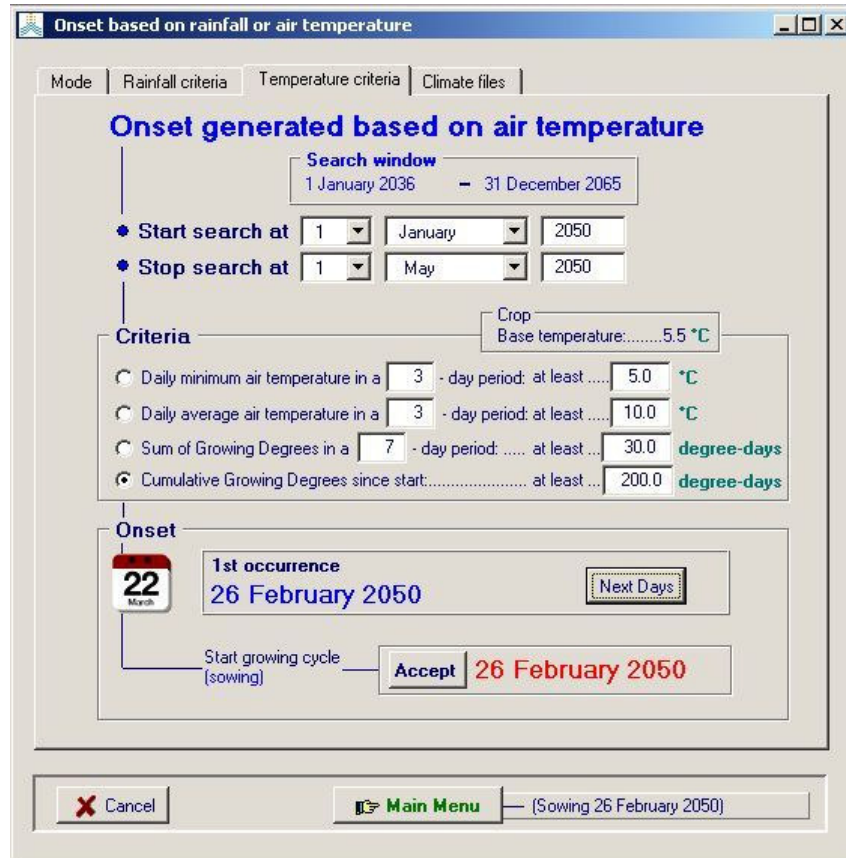 Onset based on rainfall or air temperature
Mode Rainfall criteria Temperature criteria Climate files
Onset generated based on air temperature
Search window
1 January 2036 – 31 December 2065
Start search at 1 January 2050
Stop search at 1 May 2050
Crop
Base temperature:........5.5 °C
Criteria
Daily minimum air temperature in a 3 - day period: at least ..... 5.0 °C
Daily average air temperature in a 3 - day period: at least ..... 10.0 °C
Sum of Growing Degrees in a 7 - day period: ..... at least ... 30.0 degree-days
Cumulative Growing Degrees since start:....................... at least ... 200.0 degree-days
Onset
22
March
1st occurrence
26 February 2050
Next Days
Start growing cycle
(sowing)
Accept 26 February 2050
Cancel Main Menu (Sowing 26 February 2050)